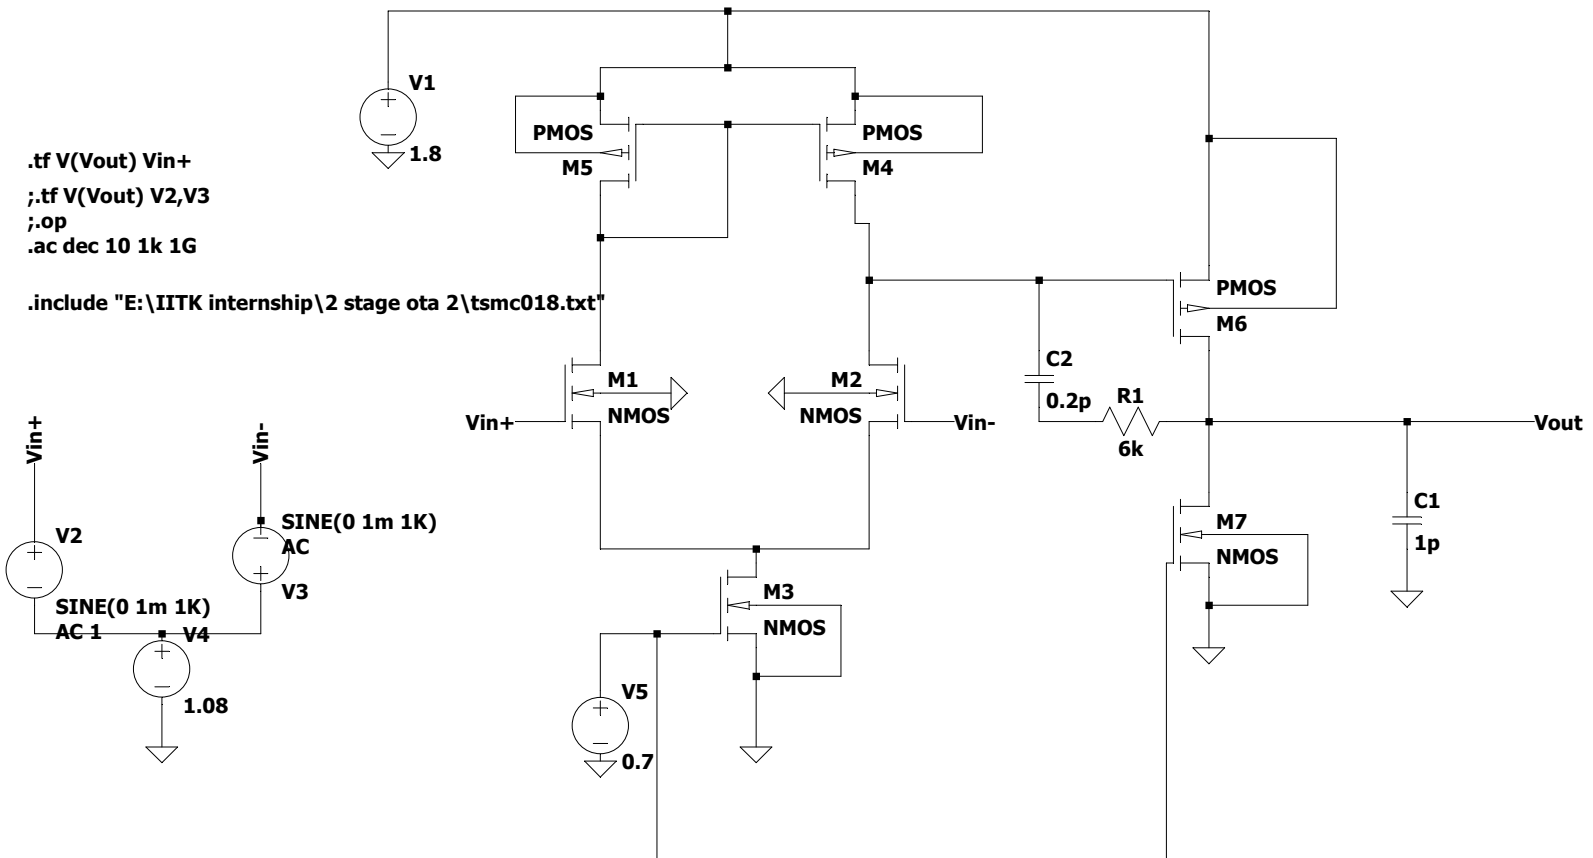 V1
1.8
PMOS
M5
PMOS
M4
.tf V(Vout) Vin+
;.tf V(Vout) V2,V3
;.op
.ac dec 10 1k 1G
.include "E:\IITK internship\2 stage ota 2\tsmc018.txt"
PMOS
M6
M1
NMOS
Vin+
M2
NMOS
Vin-
C2
0.2p
R1
6k
Vout
Vin+
Vin-
V2
SINE(0 1m 1K)
AC 1
SINE(0 1m 1K)
AC
V3
V4
1.08
M3
NMOS
V5
0.7
M7
NMOS
C1
1p